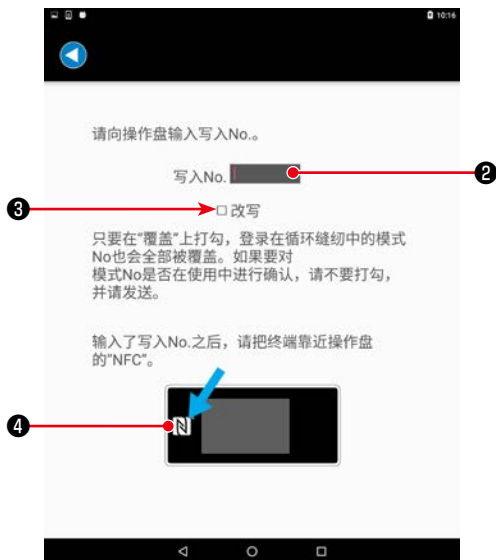 10:16
请向操作盘输入写入No.。
写入No.
❷
❸
改写
只要在“覆盖”上打勾，登录在循环缝纫中的模式
No也会全部被覆盖。如果要对
模式No是否在使用中进行确认，请不要打勾，
并请发送。
输入了写入No.之后，请把终端靠近操作盘
的"NFC"。
❹